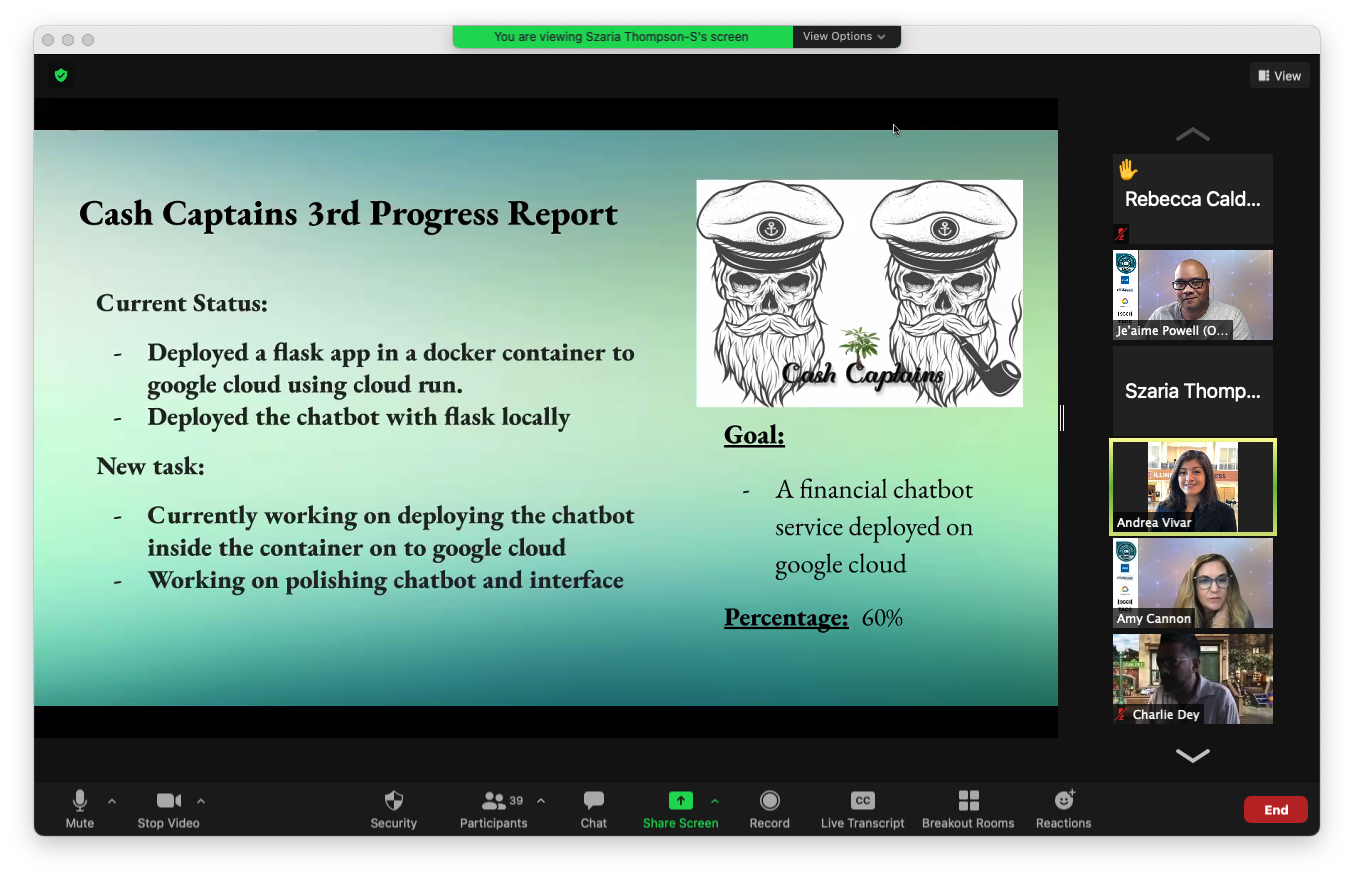 You are viewing Szaria Thompson-S's screen
View Options
View
Cash Captains 3rd Progress Report
Current Status:
- Deployed a flask app in a docker container to
google cloud using cloud run.
- Deployed the chatbot with flask locally
New task:
- Currently working on deploying the chatbot
inside the container on to google cloud
- Working on polishing chatbot and interface
Cash Captains
Goal:
- A financial chatbot
service deployed on
google cloud
Percentage: 60%
Rebecca Cald...
Je'aime Powell (O...
Szaria Thomp...
Andrea Vivar
Amy Cannon
Charlie Dey
Mute
Stop Video
Security
Participants
39
Chat
Share Screen
Record
CC
Live Transcript
Breakout Rooms
Reactions
End